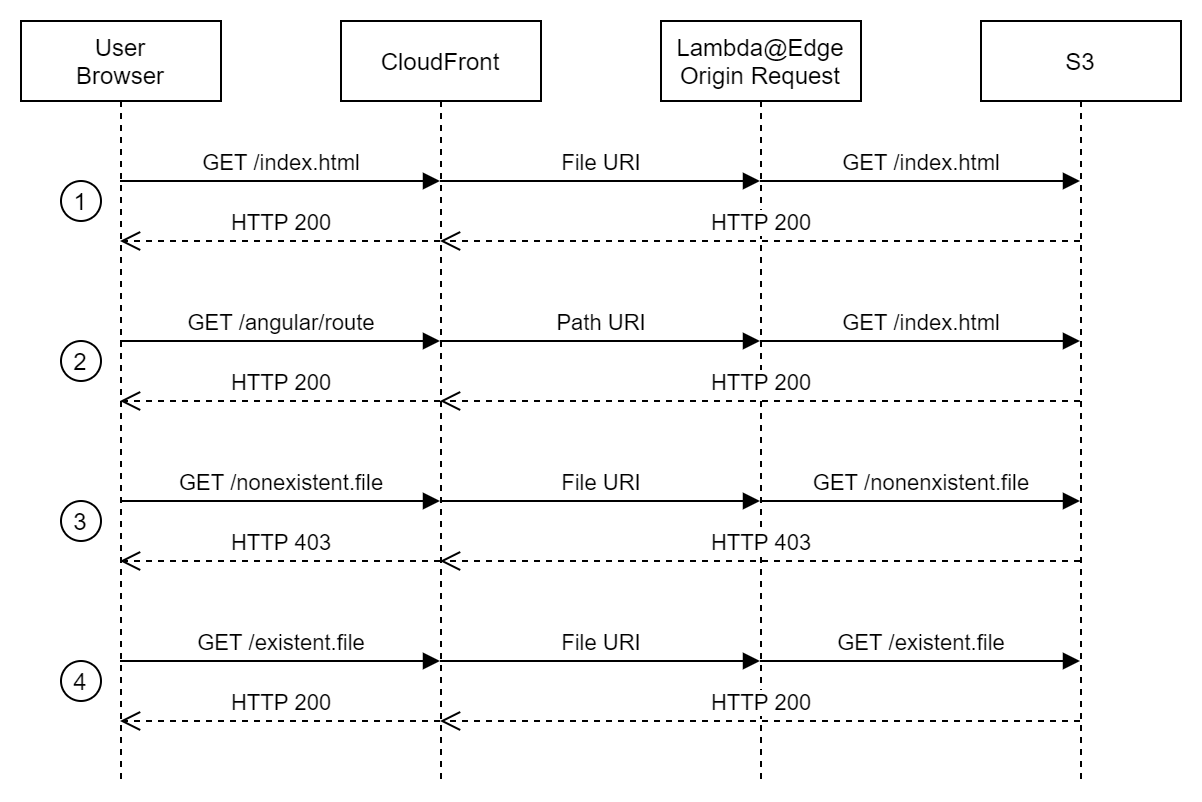 User
Browser
CloudFront
Lambda@Edge
Origin Request
S3
GET /index.html
File URI
GET /index.html
1
HTTP 200
HTTP 200
GET /angular/route
Path URI
GET /index.html
2
HTTP 200
HTTP 200
GET /nonexistent.file
File URI
GET /nonenxistent.file
3
HTTP 403
HTTP 403
GET /existent.file
File URI
GET /existent.file
4
HTTP 200
HTTP 200